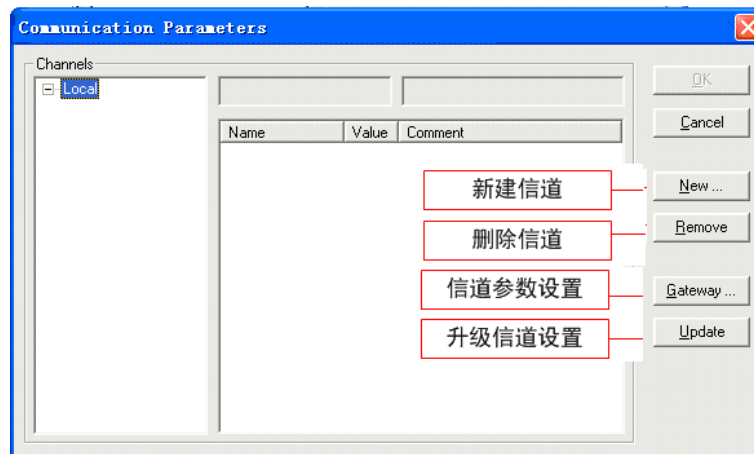 Communication Parameters
Channels
Local
OK
Cancel
Name Value Comment
新建信道 New ...
删除信道 Remove
信道参数设置 Gateway ...
升级信道设置 Update